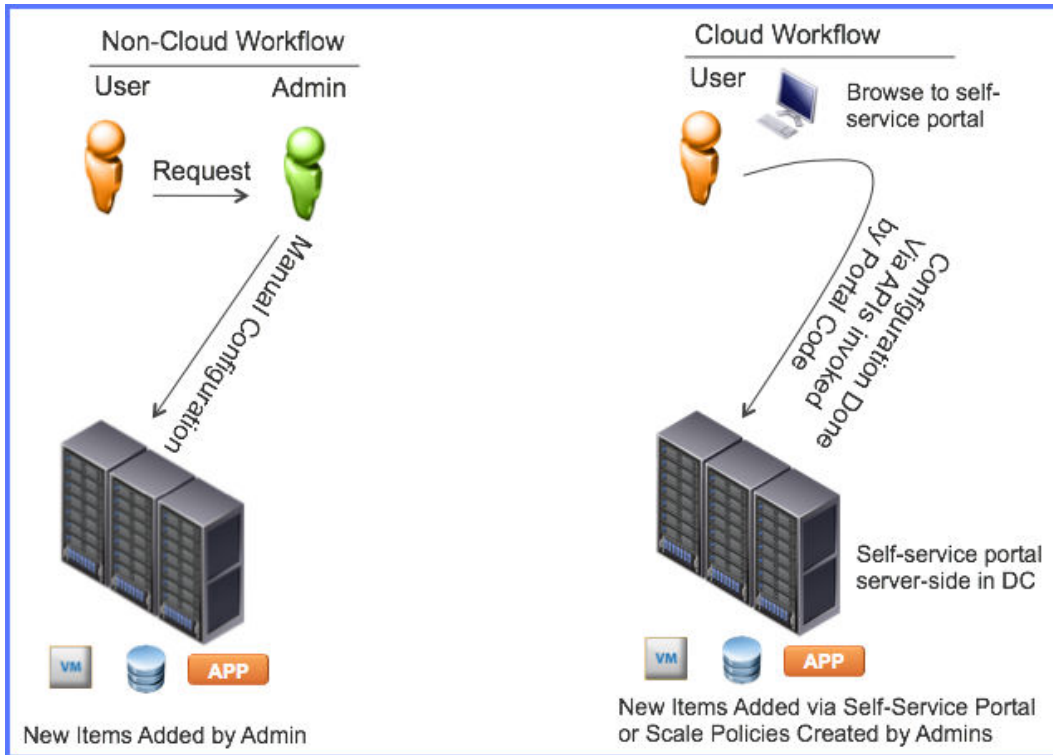 Non-Cloud Workflow
User
Admin
Request
Manual Configuration
VM
APP
New Items Added by Admin
Cloud Workflow
User
Browse to self-
service portal
Configuration Done
Via APIs invoked
by Portal Code
Self-service portal
server-side in DC
VM
APP
New Items Added via Self-Service Portal
or Scale Policies Created by Admins